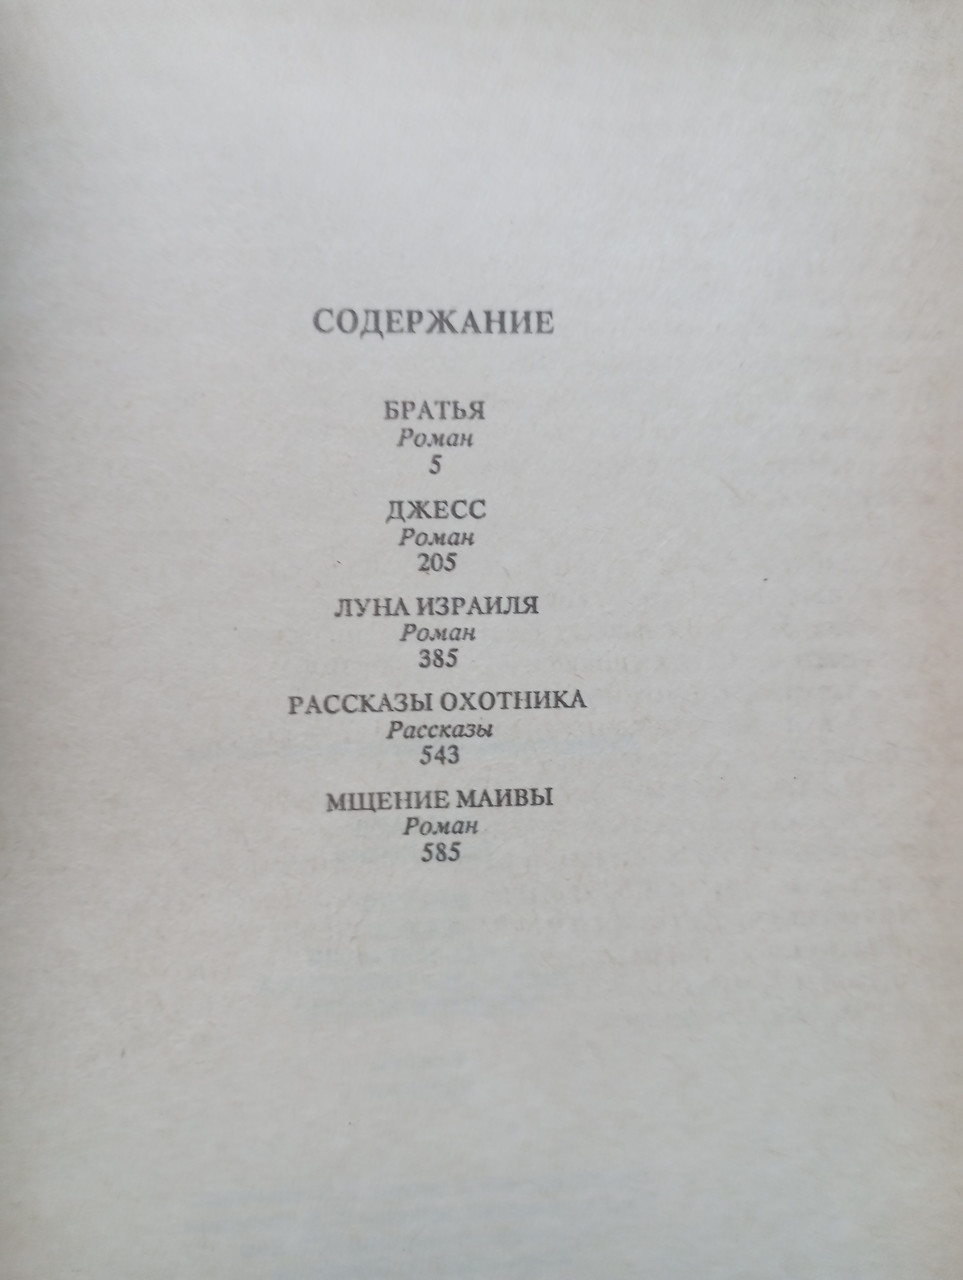 СОДЕРЖАНИЕ
БРАТЬЯ
Роман
5
ДЖЕСС
Роман
205
ЛУНА ИЗРАИЛЯ
Роман
385
РАССКАЗЫ ОХОТНИКА
Рассказы
543
МЩЕНИЕ МАИВЫ
Роман
585